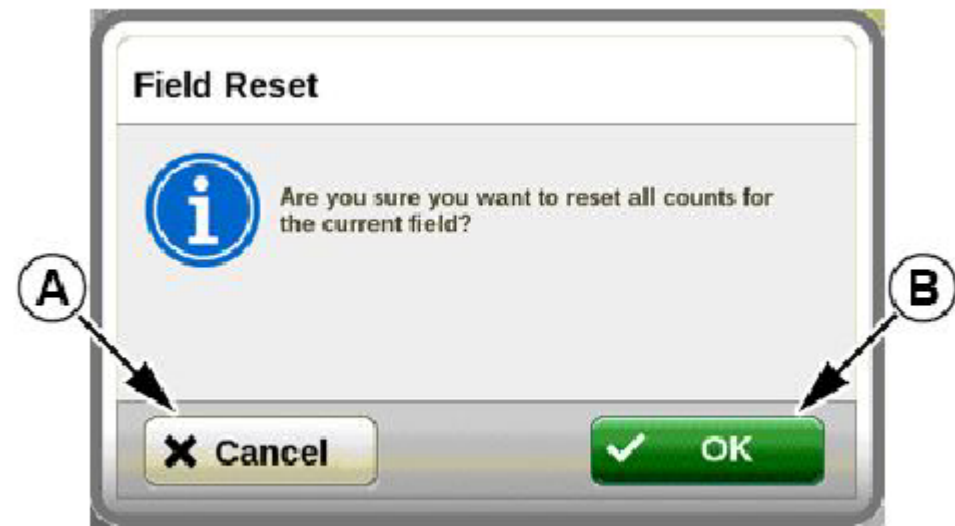 Field Reset
Are you sure you want to reset all counts for
the current field?
A
B
Cancel
OK